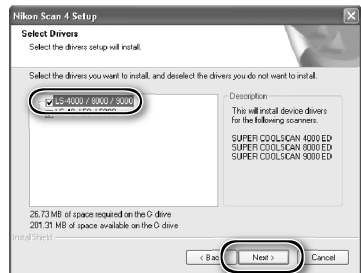 Nikon Scan 4 Setup
Select Drivers
Select the drivers setup will install.
Select the drivers you want to install, and deselect the drivers you do not want to install.
LS-4000 / 8000 / 9000
Description
This will install device drivers
for the following scanners.
SUPER COOLSCAN 4000 ED
SUPER COOLSCAN 8000 ED
SUPER COOLSCAN 9000 ED
26.73 MB of space required on the C drive
201.31 MB of space available on the C drive
InstallShield
< Bac
Next >
Cancel